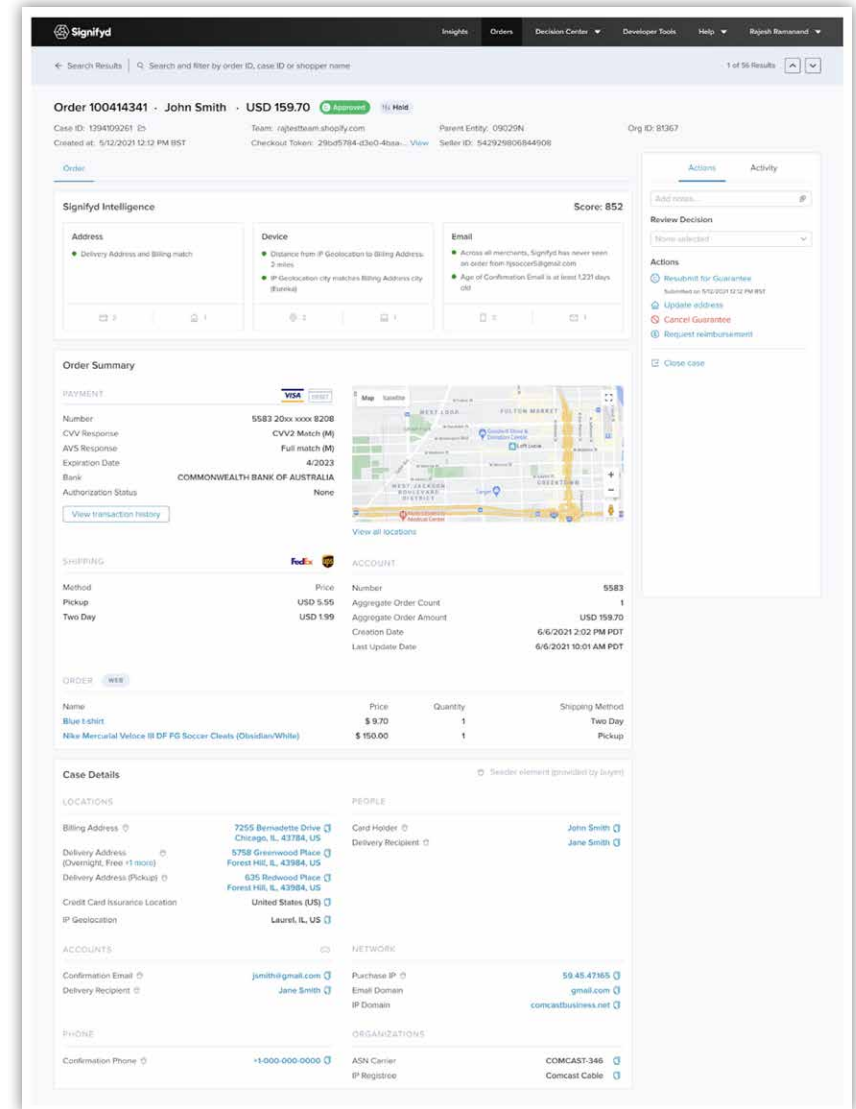 Signifyd
Insights Orders Decision Center Developer Tools Help Rajesh Ramanand
Search Results Search and filter by order ID, case ID or shopper name 1 of 56 Results
Order 100414341 · John Smith · USD 159.70 Approved Hold
Case ID: 1394109261 Team: rajtestteam.shopify.com Parent Entity: 09029N Org ID: 81367
Created at: 5/12/2021 12:12 PM BST Checkout Token: 29bd5784-d3e0-4baa-... View Seller ID: 542929806844908
Order
Signifyd Intelligence Score: 852
Address
Delivery Address and Billing match
3 1
Device
Distance from IP Geolocation to Billing Address:
2 miles
IP Geolocation city matches Billing Address city
(Eureka)
2 1
Email
Across all merchants, Signifyd has never seen
an order from hjsoccer5@gmail.com
Age of Confirmation Email is at least 1,231 days
old
1
Actions Activity
Add notes...
Review Decision
None selected
Actions
Resubmit for Guarantee
Submitted on 5/12/2021 12:12 PM BST
Update address
Cancel Guarantee
Request reimbursement
Close case
Order Summary
PAYMENT VISA DEBIT
Number 5583 20xx xxxx 8208
CVV Response CVV2 Match (M)
AVS Response Full match (M)
Expiration Date 4/2023
Bank COMMONWEALTH BANK OF AUSTRALIA
Authorization Status None
View transaction history
Map Satellite
WEST LOOP
FULTON MARKET
Goodwill Store &
Donation Center
GREEKTOWN
Target
Medical Center
View all locations
SHIPPING FedEx ups
Method Price
Pickup USD 5.55
Two Day USD 1.99
ACCOUNT
Number 5583
Aggregate Order Count 1
Aggregate Order Amount USD 159.70
Creation Date 6/6/2021 2:02 PM PDT
Last Update Date 6/6/2021 10:01 AM PDT
ORDER WEB
Name Price Quantity Shipping Method
Blue t-shirt $ 9.70 1 Two Day
Nike Mercurial Veloce III DF FG Soccer Cleats (Obsidian/White) $ 150.00 1 Pickup
Case Details Seeder element (provided by buyer)
LOCATIONS
Billing Address 7255 Bernadette Drive
Chicago, IL, 43784, US
Delivery Address 5758 Greenwood Place
(Overnight, Free +1 more) Forest Hill, IL, 43984, US
Delivery Address (Pickup) 635 Redwood Place
Forest Hill, IL, 43984, US
Credit Card Issurance Location United States (US)
IP Geolocation Laurel, IL, US
PEOPLE
Card Holder John Smith
Delivery Recipient Jane Smith
ACCOUNTS
Confirmation Email jsmith@gmail.com
Delivery Recipient Jane Smith
NETWORK
Purchase IP 59.45.47.165
Email Domain gmail.com
IP Domain comcastbusiness.net
PHONE
Confirmation Phone +1-000-000-0000
ORGANIZATIONS
ASN Carrier COMCAST-346
IP Registree Comcast Cable